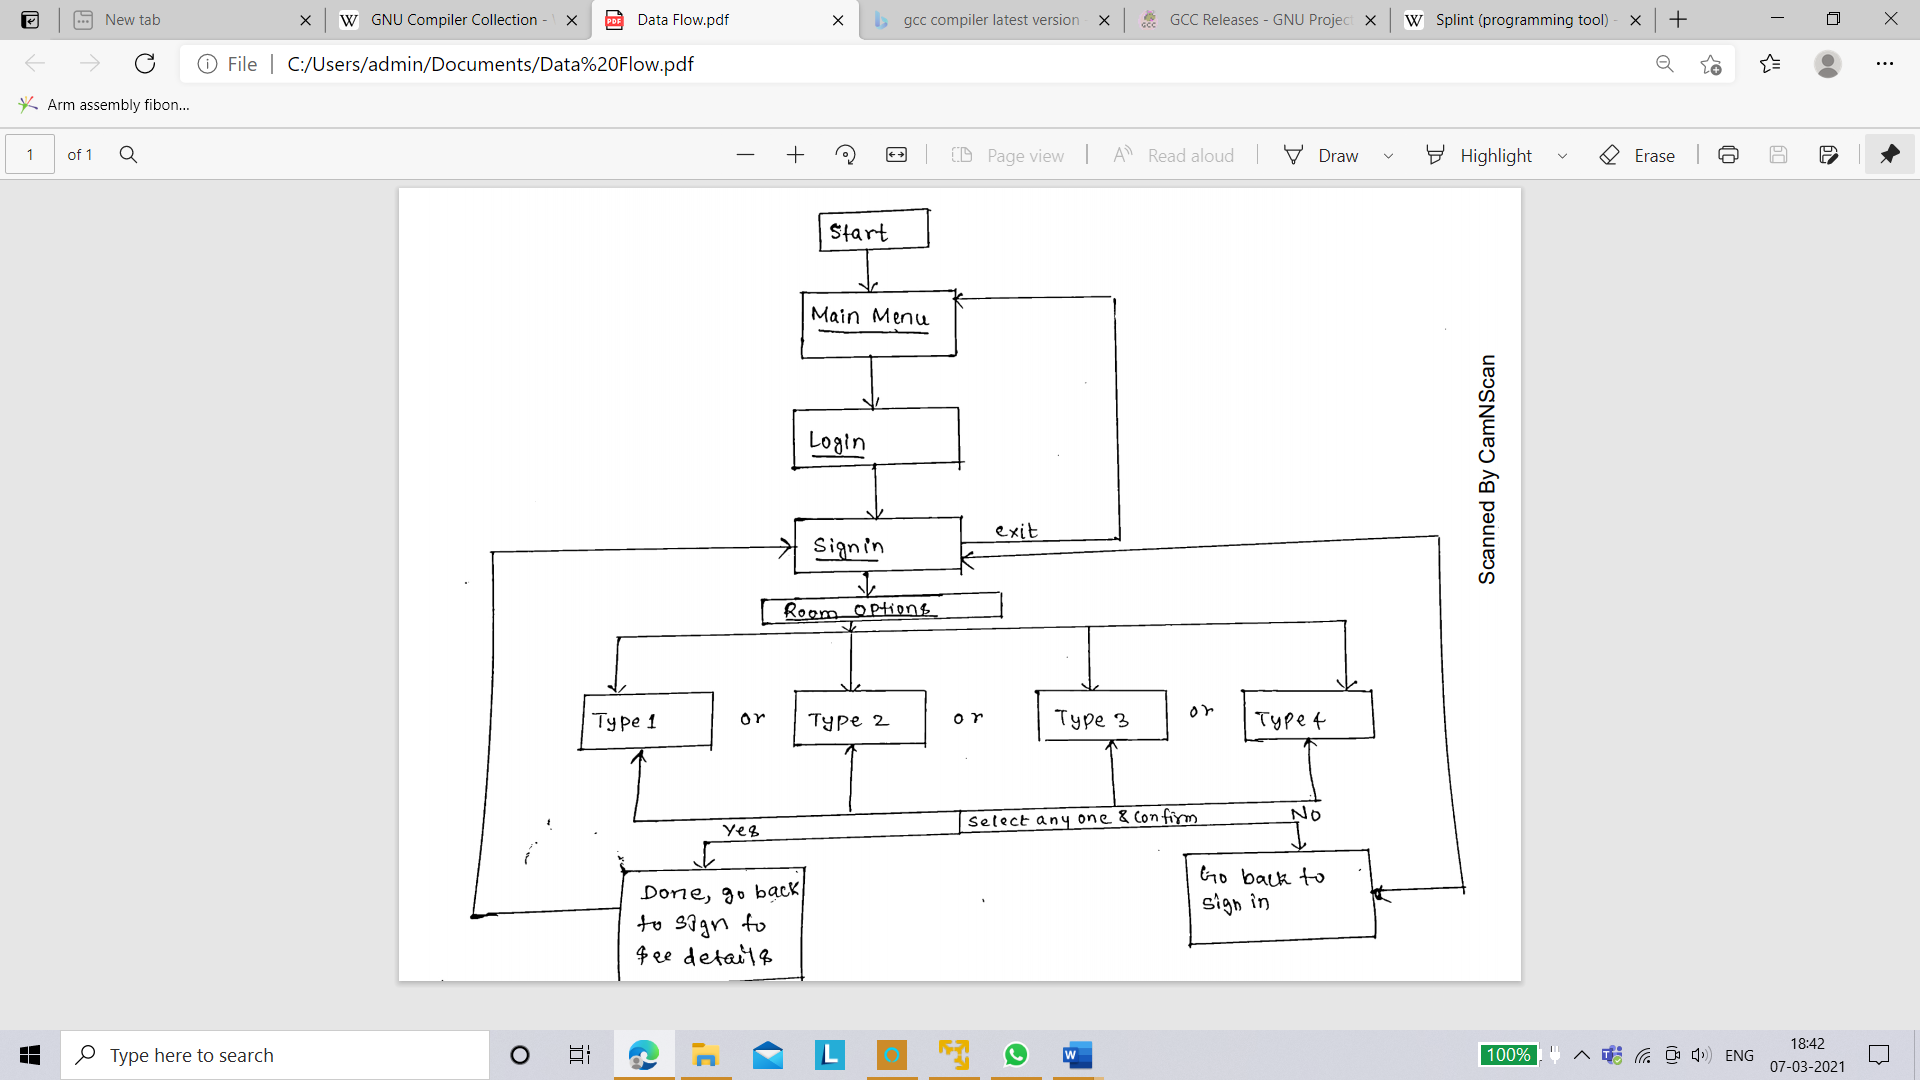 New tab
GNU Compiler Collection -
Data Flow.pdf
gcc compiler latest version
GCC Releases - GNU Project
Splint (programming tool) -
File
C:/Users/admin/Documents/Data%20Flow.pdf
Arm assembly fibon...
1 of 1
Page view
Read aloud
Draw
Highlight
Erase
Start
Main Menu
Login
Signin
exit
Room options
Type 1 or Type 2 or Type 3 or Type 4
Select any one & Confirm
Yes
No
Done, go back
to sign to
see details
Go back to
sign in
Scanned By CamNScan
Type here to search
100%
ENG
18:42
07-03-2021